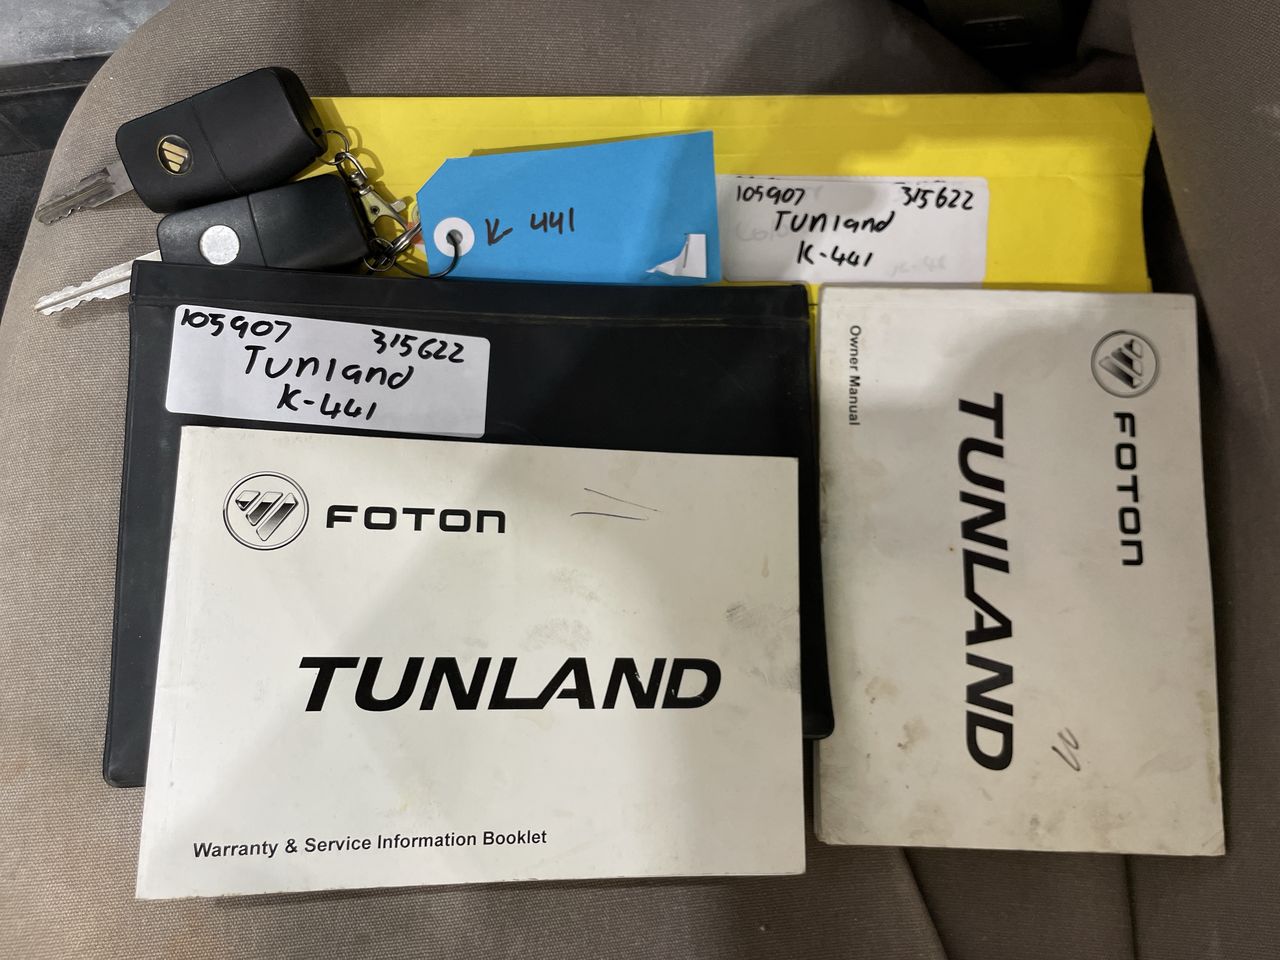 K 441
105907 315622
Tunland
K-441
105907 315622
Tunland
K-441
FOTON
TUNLAND
Warranty & Service Information Booklet
Owner Manual
FOTON
TUNLAND